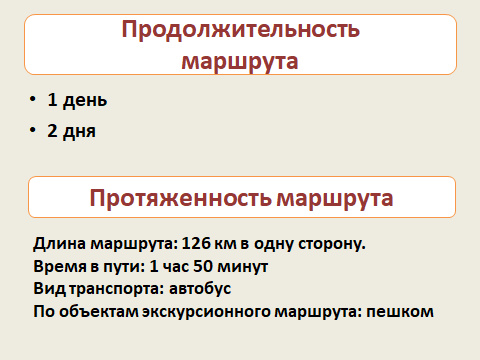 Продолжительность
маршрута
• 1 день
• 2 дня
Протяженность маршрута
Длина маршрута: 126 км в одну сторону.
Время в пути: 1 час 50 минут
Вид транспорта: автобус
По объектам экскурсионного маршрута: пешком